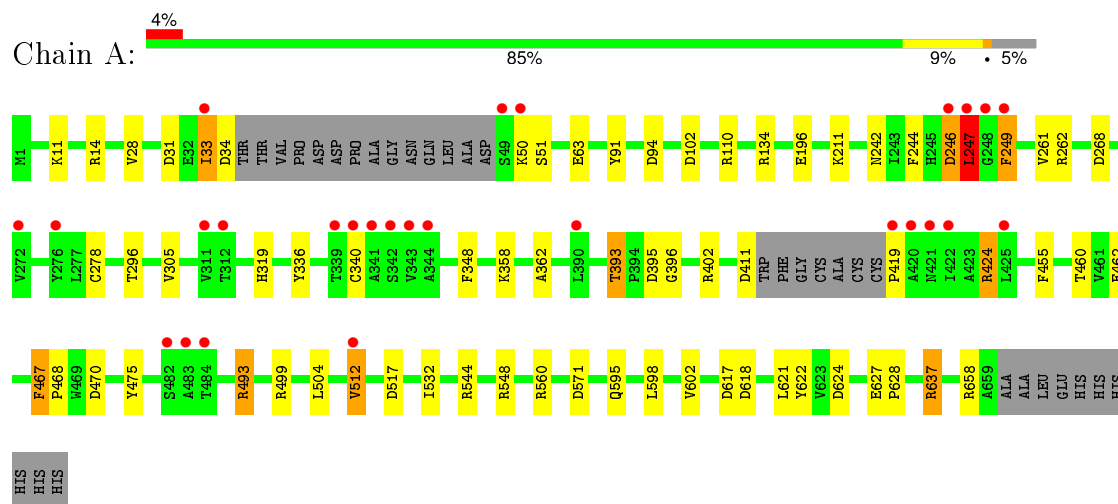 4%
Chain A:
85% 9% • 5%
M1 K11 R14 V28 D31 E32 I33 D34 THR THR VAL PRO ASP ASP PRO ALA GLY ASN GLN LEU ALA ASP S49 K50 S51 E63 Y91 D94 D102 R110 R134 E196 K211 N242 I243 F244 H245 D246 L247 G248 F249 V261 R262 D268
V272 Y276 L277 C278 T296 V305 V311 T312 H319 Y336 T339 C340 A341 S342 V343 A344 F348 K358 A362 L390 T393 P394 D395 G396 R402 D411 TRP PHE GLY CYS ALA CYS CYS P419 A420 N421 I422 A423 R424 L425 F455 T460 V461
F467 P468 W469 D470 Y475 S482 A483 T484 R493 R499 L504 V512 D517 I532 R544 R548 R560 D571 Q595 L598 V602 D617 D618 L621 Y622 V623 D624 E627 P628 R637 R658 A659 ALA ALA LEU GLU HIS HIS HIS
HIS HIS HIS